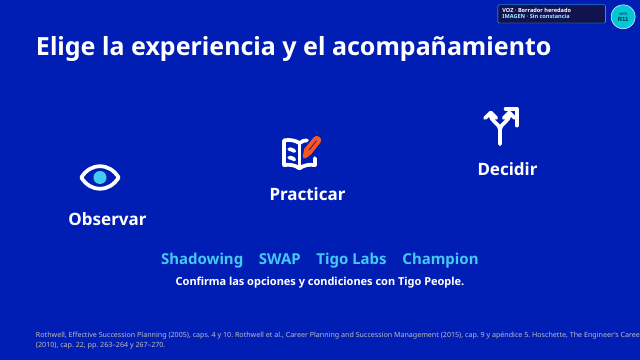 VOZ · Borrador heredado
IMAGEN · Sin constancia
R11
Elige la experiencia y el acompañamiento
Decidir
Practicar
Observar
Shadowing SWAP Tigo Labs Champion
Confirma las opciones y condiciones con Tigo People.
Rothwell, Effective Succession Planning (2005), caps. 4 y 10. Rothwell et al., Career Planning and Succession Management (2015), cap. 9 y apéndice 5. Hoschette, The Engineer's Caree
(2010), cap. 22, pp. 263–264 y 267–270.